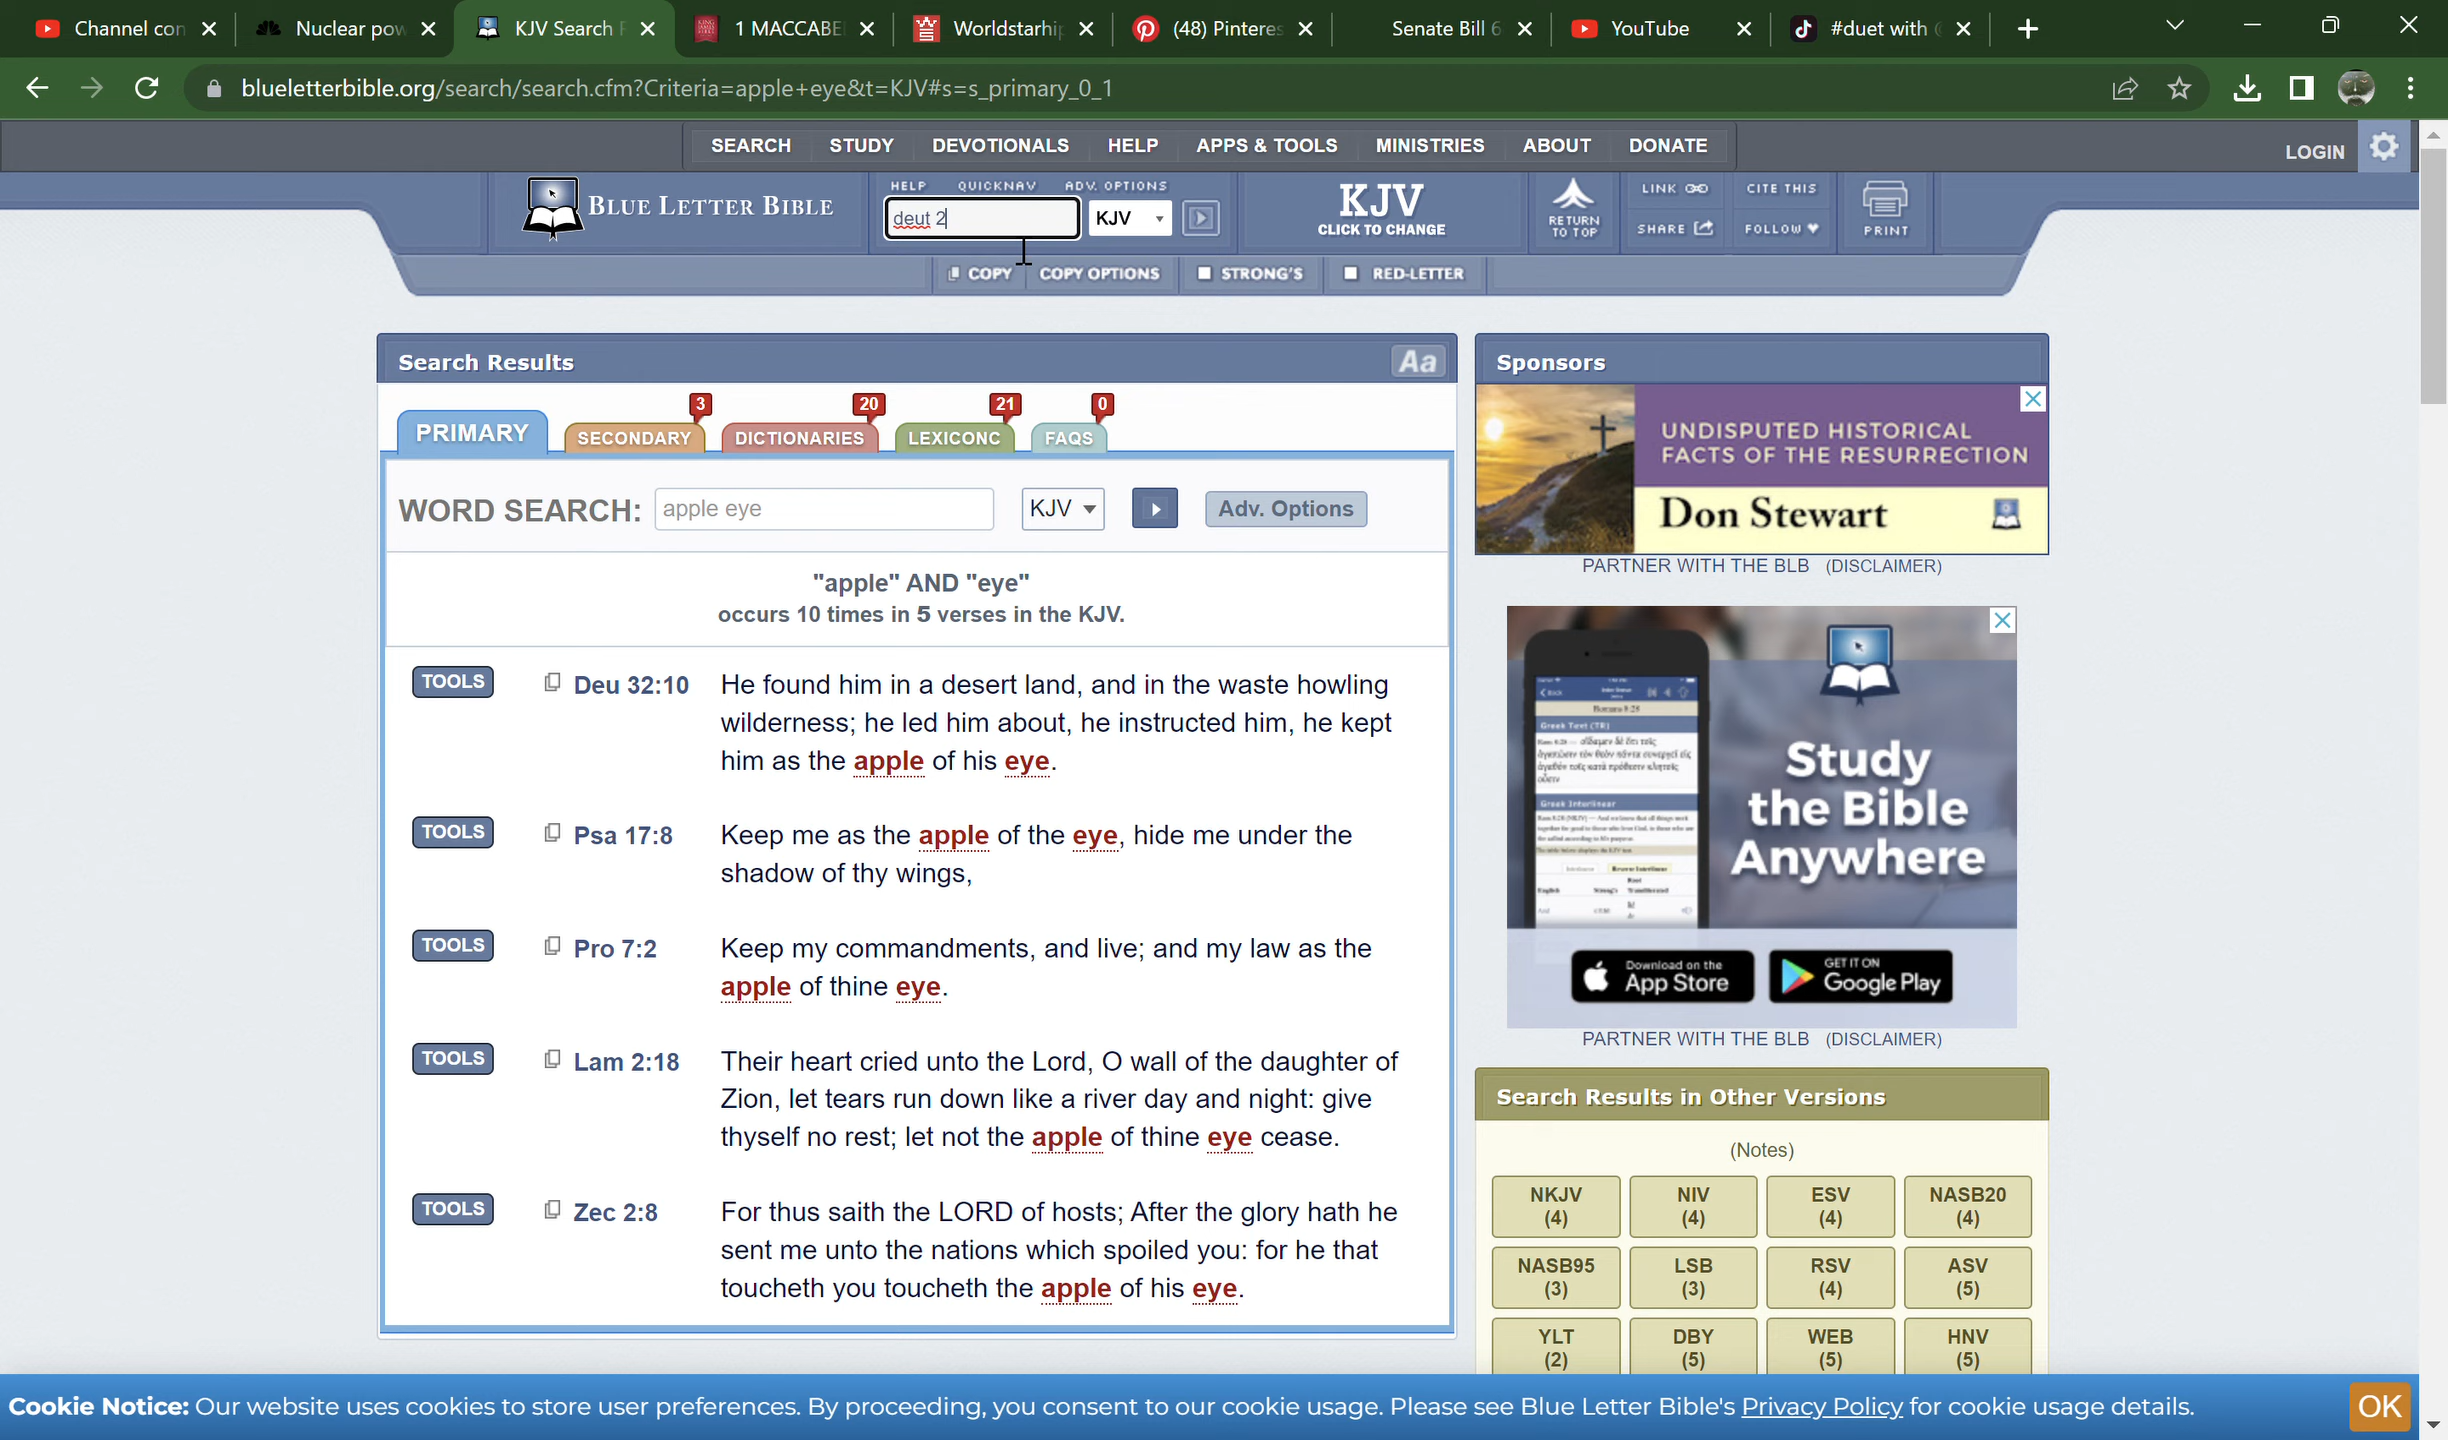 Channel con
Nuclear pow
KJV Search R
1 MACCABE
Worldstarhip
(48) Pinteres
Senate Bill 6
YouTube
#duet with
blueletterbible.org/search/search.cfm?Criteria=apple+eye&t=KJV#s=s_primary_0_1
SEARCH STUDY DEVOTIONALS HELP APPS & TOOLS MINISTRIES ABOUT DONATE
LOGIN
BLUE LETTER BIBLE
HELP QUICKNAV ADV. OPTIONS
deut 2
KJV
KJV
CLICK TO CHANGE
RETURN
TO TOP
LINK
CITE THIS
SHARE
FOLLOW
PRINT
COPY COPY OPTIONS STRONG'S RED-LETTER
Search Results
Aa
PRIMARY
3
SECONDARY
20
DICTIONARIES
21
LEXICONC
0
FAQS
WORD SEARCH: apple eye KJV Adv. Options
"apple" AND "eye"
occurs 10 times in 5 verses in the KJV.
TOOLS Deu 32:10 He found him in a desert land, and in the waste howling
wilderness; he led him about, he instructed him, he kept
him as the apple of his eye.
TOOLS Psa 17:8 Keep me as the apple of the eye, hide me under the
shadow of thy wings,
TOOLS Pro 7:2 Keep my commandments, and live; and my law as the
apple of thine eye.
TOOLS Lam 2:18 Their heart cried unto the Lord, O wall of the daughter of
Zion, let tears run down like a river day and night: give
thyself no rest; let not the apple of thine eye cease.
TOOLS Zec 2:8 For thus saith the LORD of hosts; After the glory hath he
sent me unto the nations which spoiled you: for he that
toucheth you toucheth the apple of his eye.
Sponsors
UNDISPUTED HISTORICAL
FACTS OF THE RESURRECTION
Don Stewart
PARTNER WITH THE BLB (DISCLAIMER)
Study
the Bible
Anywhere
Download on the
App Store
GET IT ON
Google Play
PARTNER WITH THE BLB (DISCLAIMER)
Search Results in Other Versions
(Notes)
NKJV
(4)
NIV
(4)
ESV
(4)
NASB20
(4)
NASB95
(3)
LSB
(3)
RSV
(4)
ASV
(5)
YLT
(2)
DBY
(5)
WEB
(5)
HNV
(5)
Cookie Notice: Our website uses cookies to store user preferences. By proceeding, you consent to our cookie usage. Please see Blue Letter Bible's Privacy Policy for cookie usage details.
OK